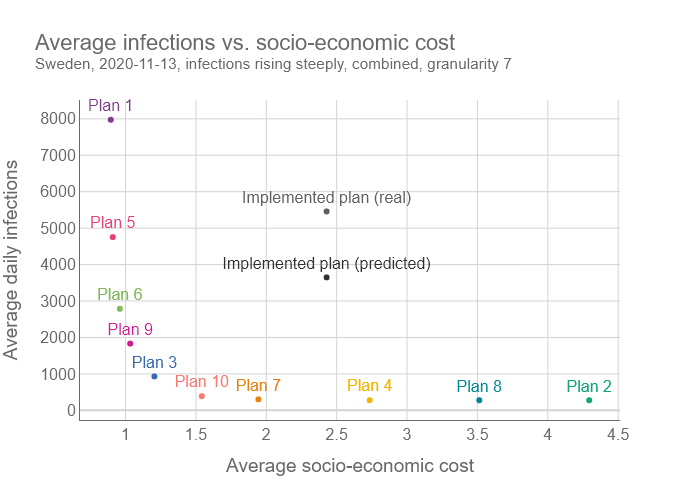 Average infections vs. socio-economic cost
Sweden, 2020-11-13, infections rising steeply, combined, granularity 7
Average daily infections
8000
7000
6000
5000
4000
3000
2000
1000
0
Plan 1
Implemented plan (real)
Plan 5
Implemented plan (predicted)
Plan 6
Plan 9
Plan 3
Plan 10
Plan 7
Plan 4
Plan 8
Plan 2
1
1.5
2
2.5
3
3.5
4
4.5
Average socio-economic cost